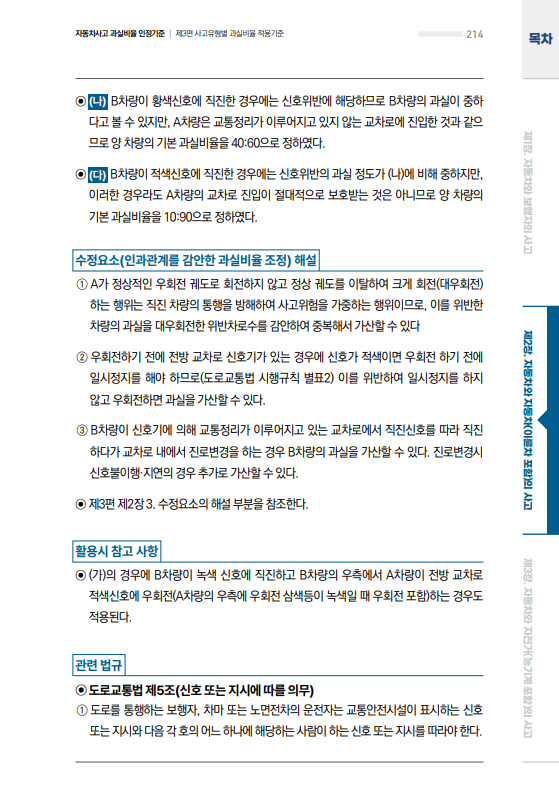 자동차사고 과실비율 인정기준 | 제3편 사고유형별 과실비율 적용기준
214
목차
◉ (나) B차량이 황색신호에 직진한 경우에는 신호위반에 해당하므로 B차량의 과실이 중하
다고 볼 수 있지만, A차량은 교통정리가 이루어지고 있지 않는 교차로에 진입한 것과 같으
므로 양 차량의 기본 과실비율을 40:60으로 정하였다.
◉ (다) B차량이 적색신호에 직진한 경우에는 신호위반의 과실 정도가 (나)에 비해 중하지만,
이러한 경우라도 A차량의 교차로 진입이 절대적으로 보호받는 것은 아니므로 양 차량의
기본 과실비율을 10:90으로 정하였다.
수정요소(인과관계를 감안한 과실비율 조정) 해설
① A가 정상적인 우회전 궤도로 회전하지 않고 정상 궤도를 이탈하여 크게 회전(대우회전)
하는 행위는 직진 차량의 통행을 방해하여 사고위험을 가중하는 행위이므로, 이를 위반한
차량의 과실을 대우회전한 위반차로수를 감안하여 중복해서 가산할 수 있다
② 우회전하기 전에 전방 교차로 신호기가 있는 경우에 신호가 적색이면 우회전 하기 전에
일시정지를 해야 하므로(도로교통법 시행규칙 별표2) 이를 위반하여 일시정지를 하지
않고 우회전하면 과실을 가산할 수 있다.
③ B차량이 신호기에 의해 교통정리가 이루어지고 있는 교차로에서 직진신호를 따라 직진
하다가 교차로 내에서 진로변경을 하는 경우 B차량의 과실을 가산할 수 있다. 진로변경시
신호불이행·지연의 경우 추가로 가산할 수 있다.
◉ 제3편 제2장 3. 수정요소의 해설 부분을 참조한다.
활용시 참고 사항
◉ (가)의 경우에 B차량이 녹색 신호에 직진하고 B차량의 우측에서 A차량이 전방 교차로
적색신호에 우회전(A차량의 우측에 우회전 삼색등이 녹색일 때 우회전 포함)하는 경우도
적용된다.
관련 법규
◉ 도로교통법 제5조(신호 또는 지시에 따를 의무)
① 도로를 통행하는 보행자, 차마 또는 노면전차의 운전자는 교통안전시설이 표시하는 신호
또는 지시와 다음 각 호의 어느 하나에 해당하는 사람이 하는 신호 또는 지시를 따라야 한다.
제1장. 자동차와 보행자의 사고
제2장. 자동차와 자동차(이륜차 포함)의 사고
제3장. 자동차와 자전거(농기계 포함)의 사고